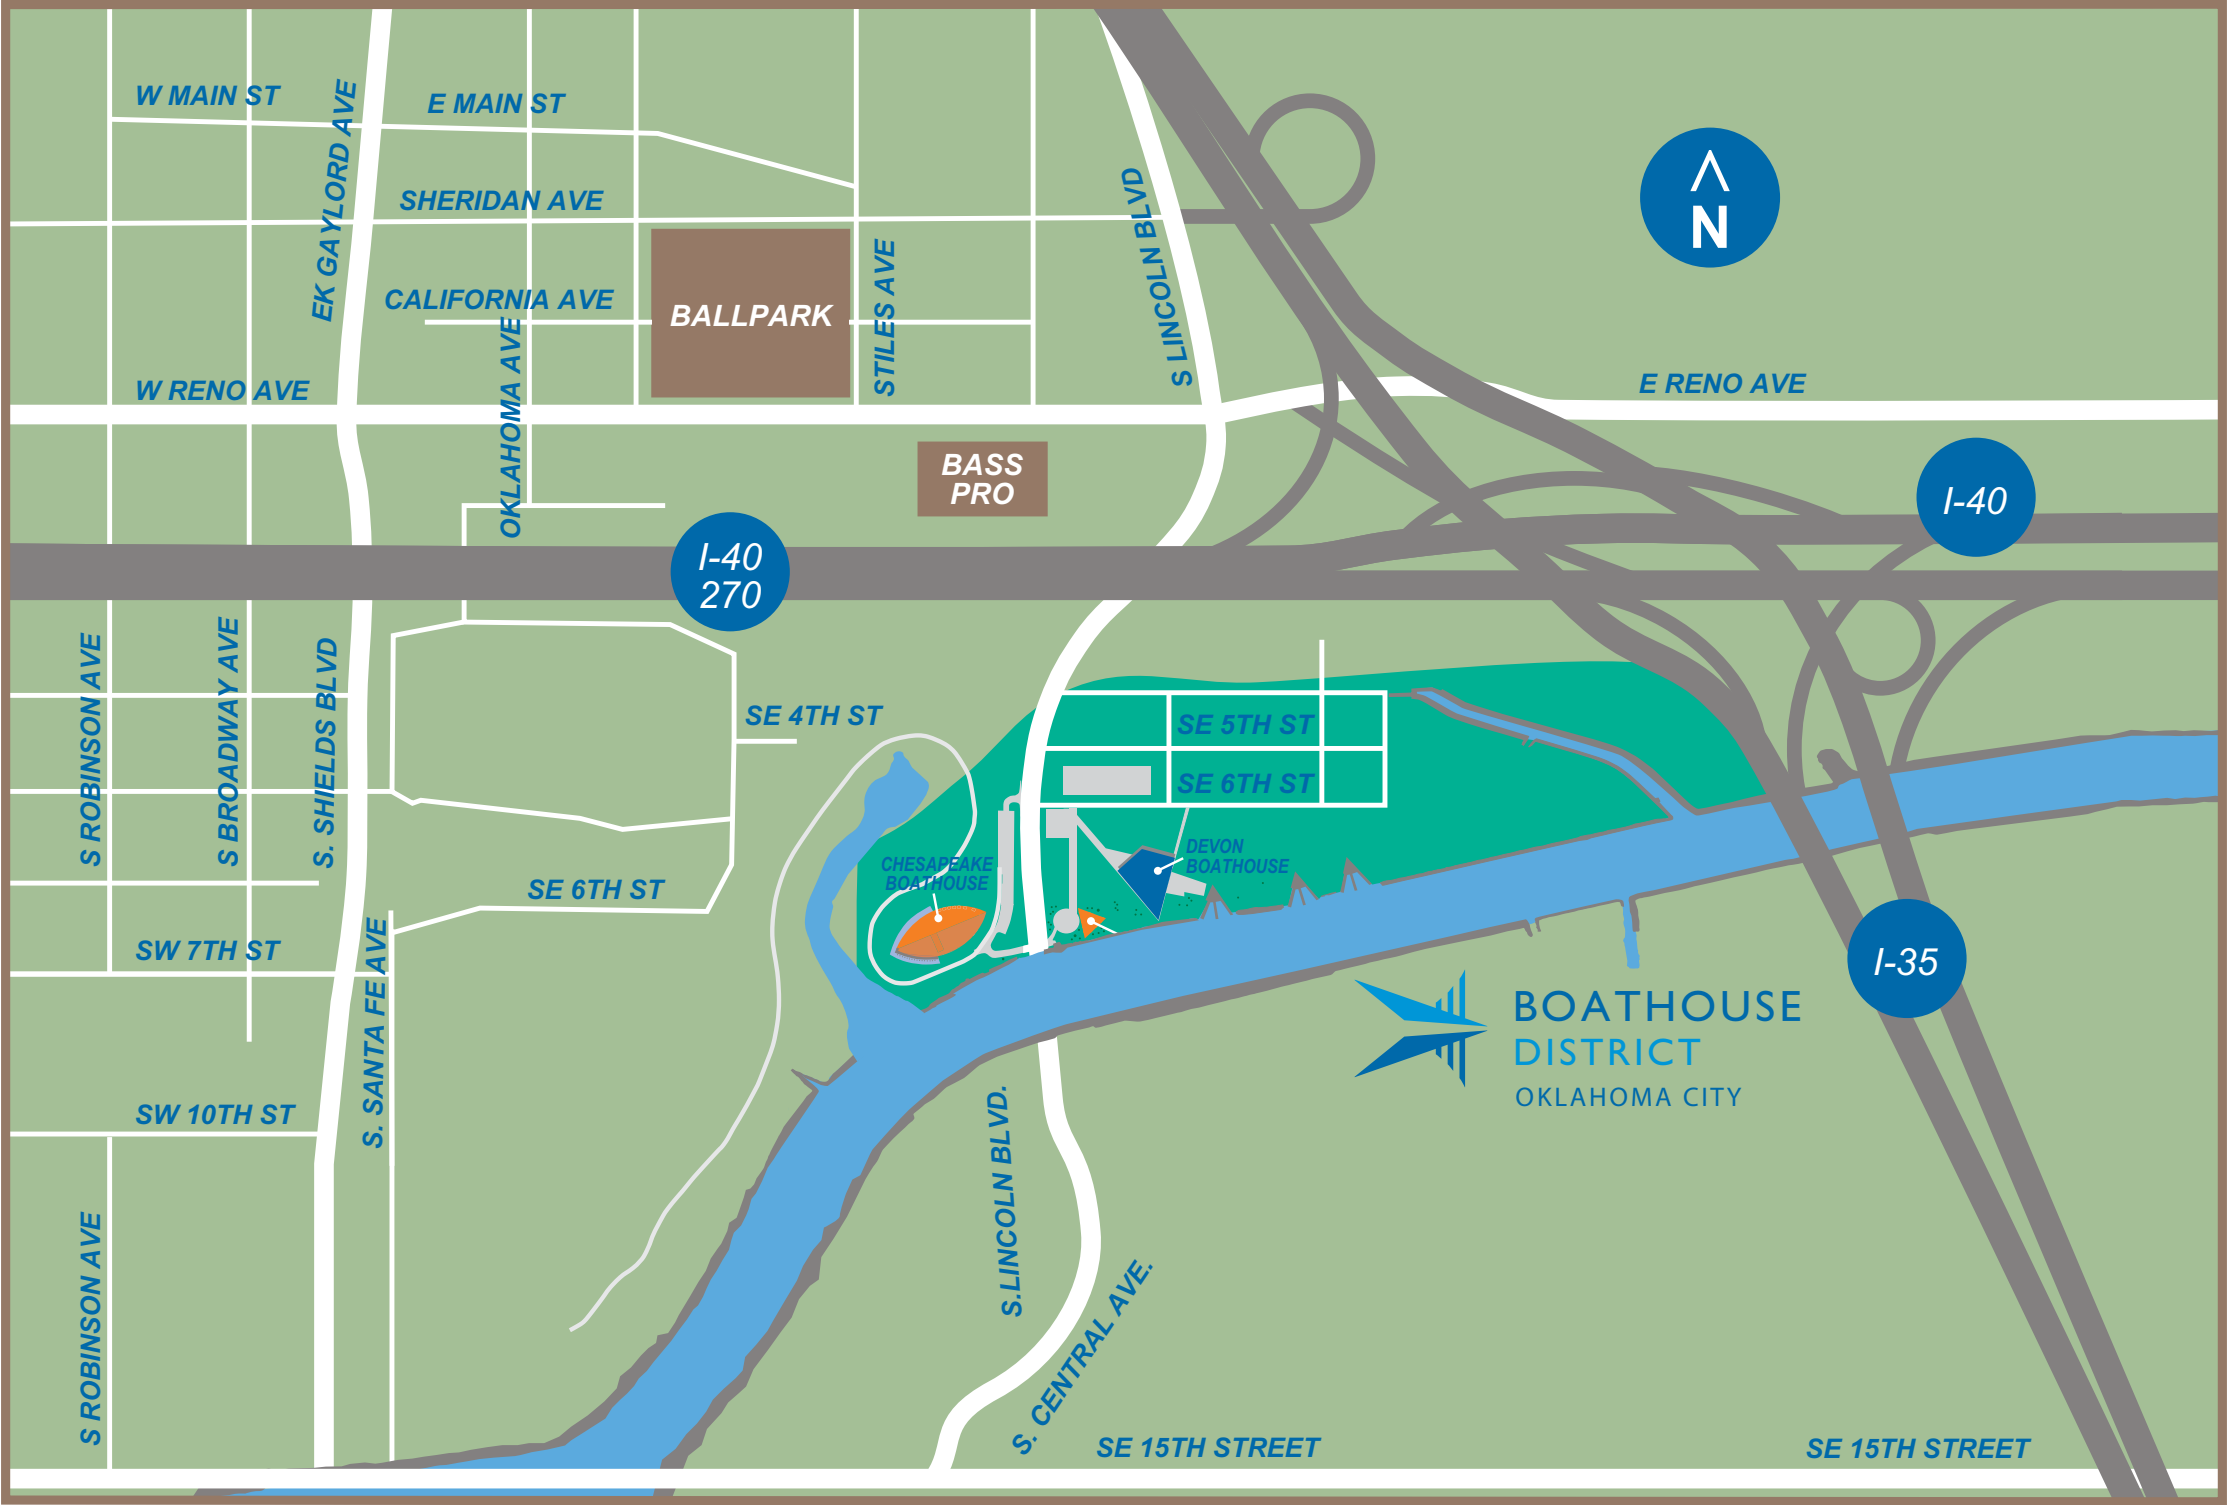 W MAIN ST
E MAIN ST
EK GAYLORD AVE
SHERIDAN AVE
S LINCOLN BLVD
N
CALIFORNIA AVE
BALLPARK
STILES AVE
OKLAHOMA AVE
W RENO AVE
E RENO AVE
BASS
PRO
I-40
I-40
270
S ROBINSON AVE
S BROADWAY AVE
S. SHIELDS BLVD
SE 4TH ST
SE 5TH ST
SE 6TH ST
DEVON
BOATHOUSE
CHESAPEAKE
BOATHOUSE
SE 6TH ST
SW 7TH ST
S. SANTA FE AVE
I-35
BOATHOUSE
DISTRICT
OKLAHOMA CITY
SW 10TH ST
S.LINCOLN BLVD.
S ROBINSON AVE
S. CENTRAL AVE.
SE 15TH STREET
SE 15TH STREET